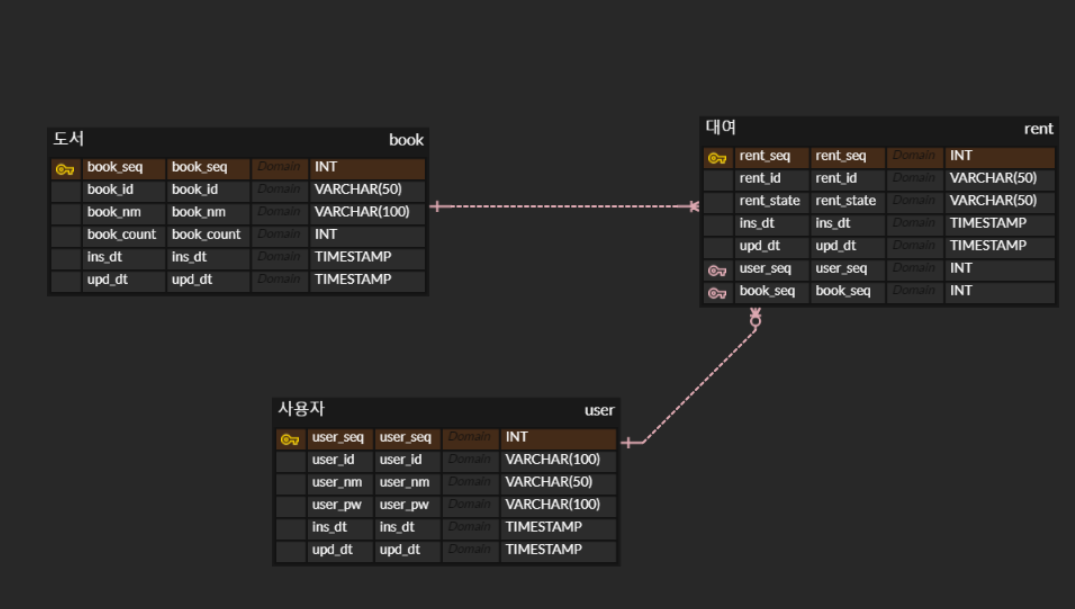 도서 book
book_seq book_seq Domain INT
book_id book_id Domain VARCHAR(50)
book_nm book_nm Domain VARCHAR(100)
book_count book_count Domain INT
ins_dt ins_dt Domain TIMESTAMP
upd_dt upd_dt Domain TIMESTAMP
대여 rent
rent_seq rent_seq Domain INT
rent_id rent_id Domain VARCHAR(50)
rent_state rent_state Domain VARCHAR(50)
ins_dt ins_dt Domain TIMESTAMP
upd_dt upd_dt Domain TIMESTAMP
user_seq user_seq Domain INT
book_seq book_seq Domain INT
사용자 user
user_seq user_seq Domain INT
user_id user_id Domain VARCHAR(100)
user_nm user_nm Domain VARCHAR(50)
user_pw user_pw Domain VARCHAR(100)
ins_dt ins_dt Domain TIMESTAMP
upd_dt upd_dt Domain TIMESTAMP